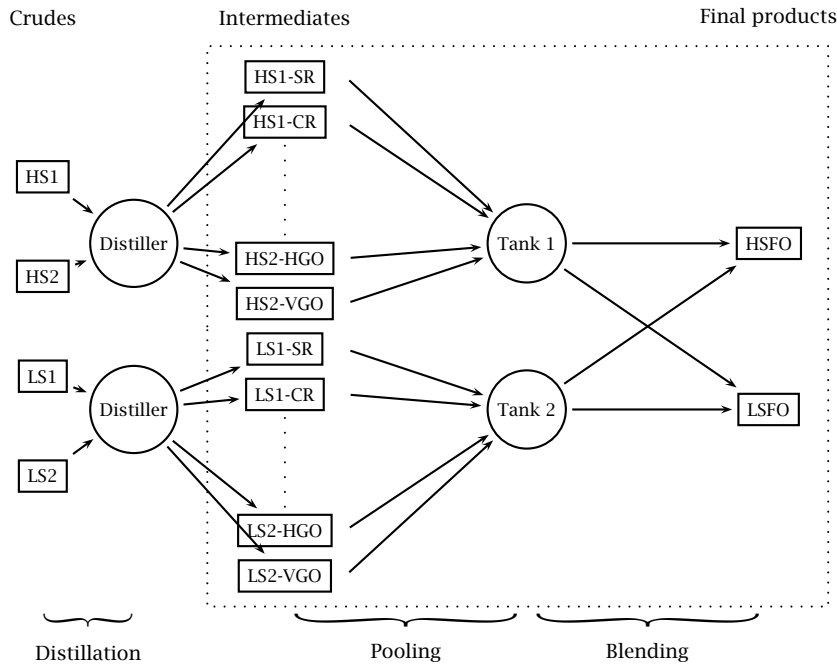 Crudes
Intermediates
Final products
HS1-SR
HS1-CR
HS1
Distiller
HS2
HS2-HGO
HS2-VGO
Tank 1
HSFO
LS1-SR
LS1
LS1-CR
Distiller
Tank 2
LSFO
LS2
LS2-HGO
LS2-VGO
Distillation
Pooling
Blending